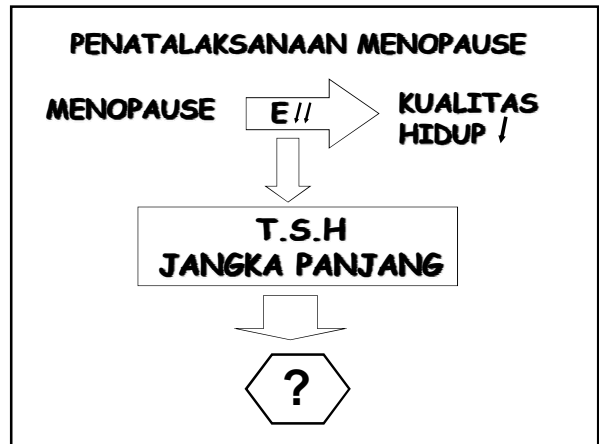 PENATALAKSANAAN MENOPAUSE
MENOPAUSE
E ↓↓
KUALITAS
HIDUP ↓
T.S.H
JANGKA PANJANG
?